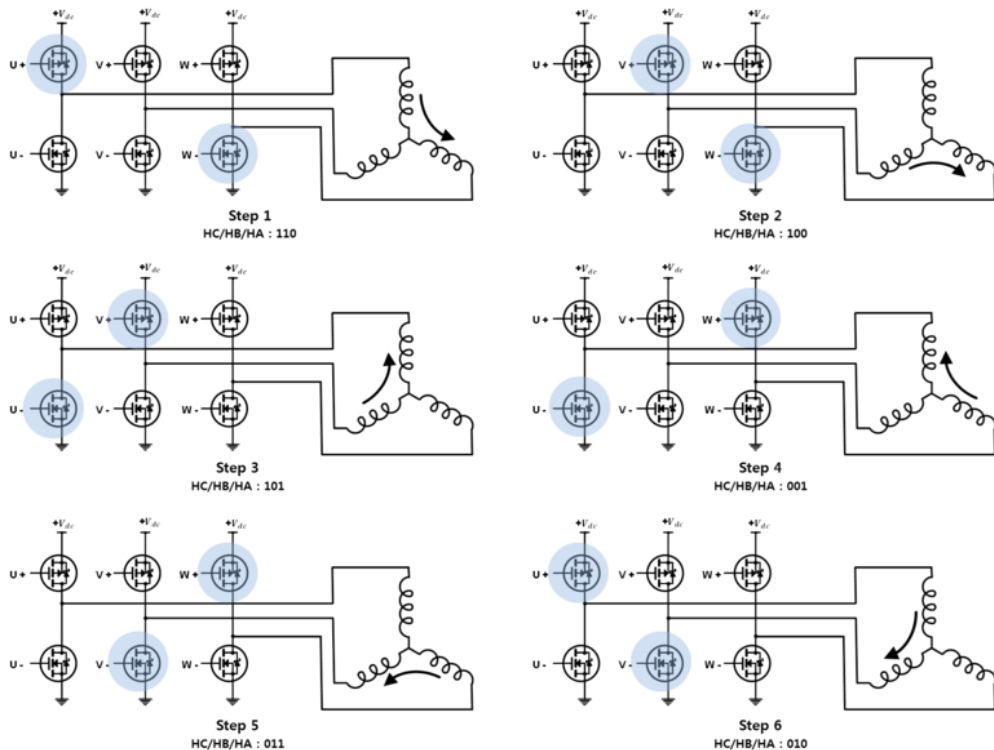 +Vdc +Vdc +Vdc
U + V + W +
U - V - W -
Step 1
HC/HB/HA : 110
+Vdc +Vdc +Vdc
U + V + W +
U - V - W -
Step 2
HC/HB/HA : 100
+Vdc +Vdc +Vdc
U + V + W +
U - V - W -
Step 3
HC/HB/HA : 101
+Vdc +Vdc +Vdc
U + V + W +
U - V - W -
Step 4
HC/HB/HA : 001
+Vdc +Vdc +Vdc
U + V + W +
U - V - W -
Step 5
HC/HB/HA : 011
+Vdc +Vdc +Vdc
U + V + W +
U - V - W -
Step 6
HC/HB/HA : 010